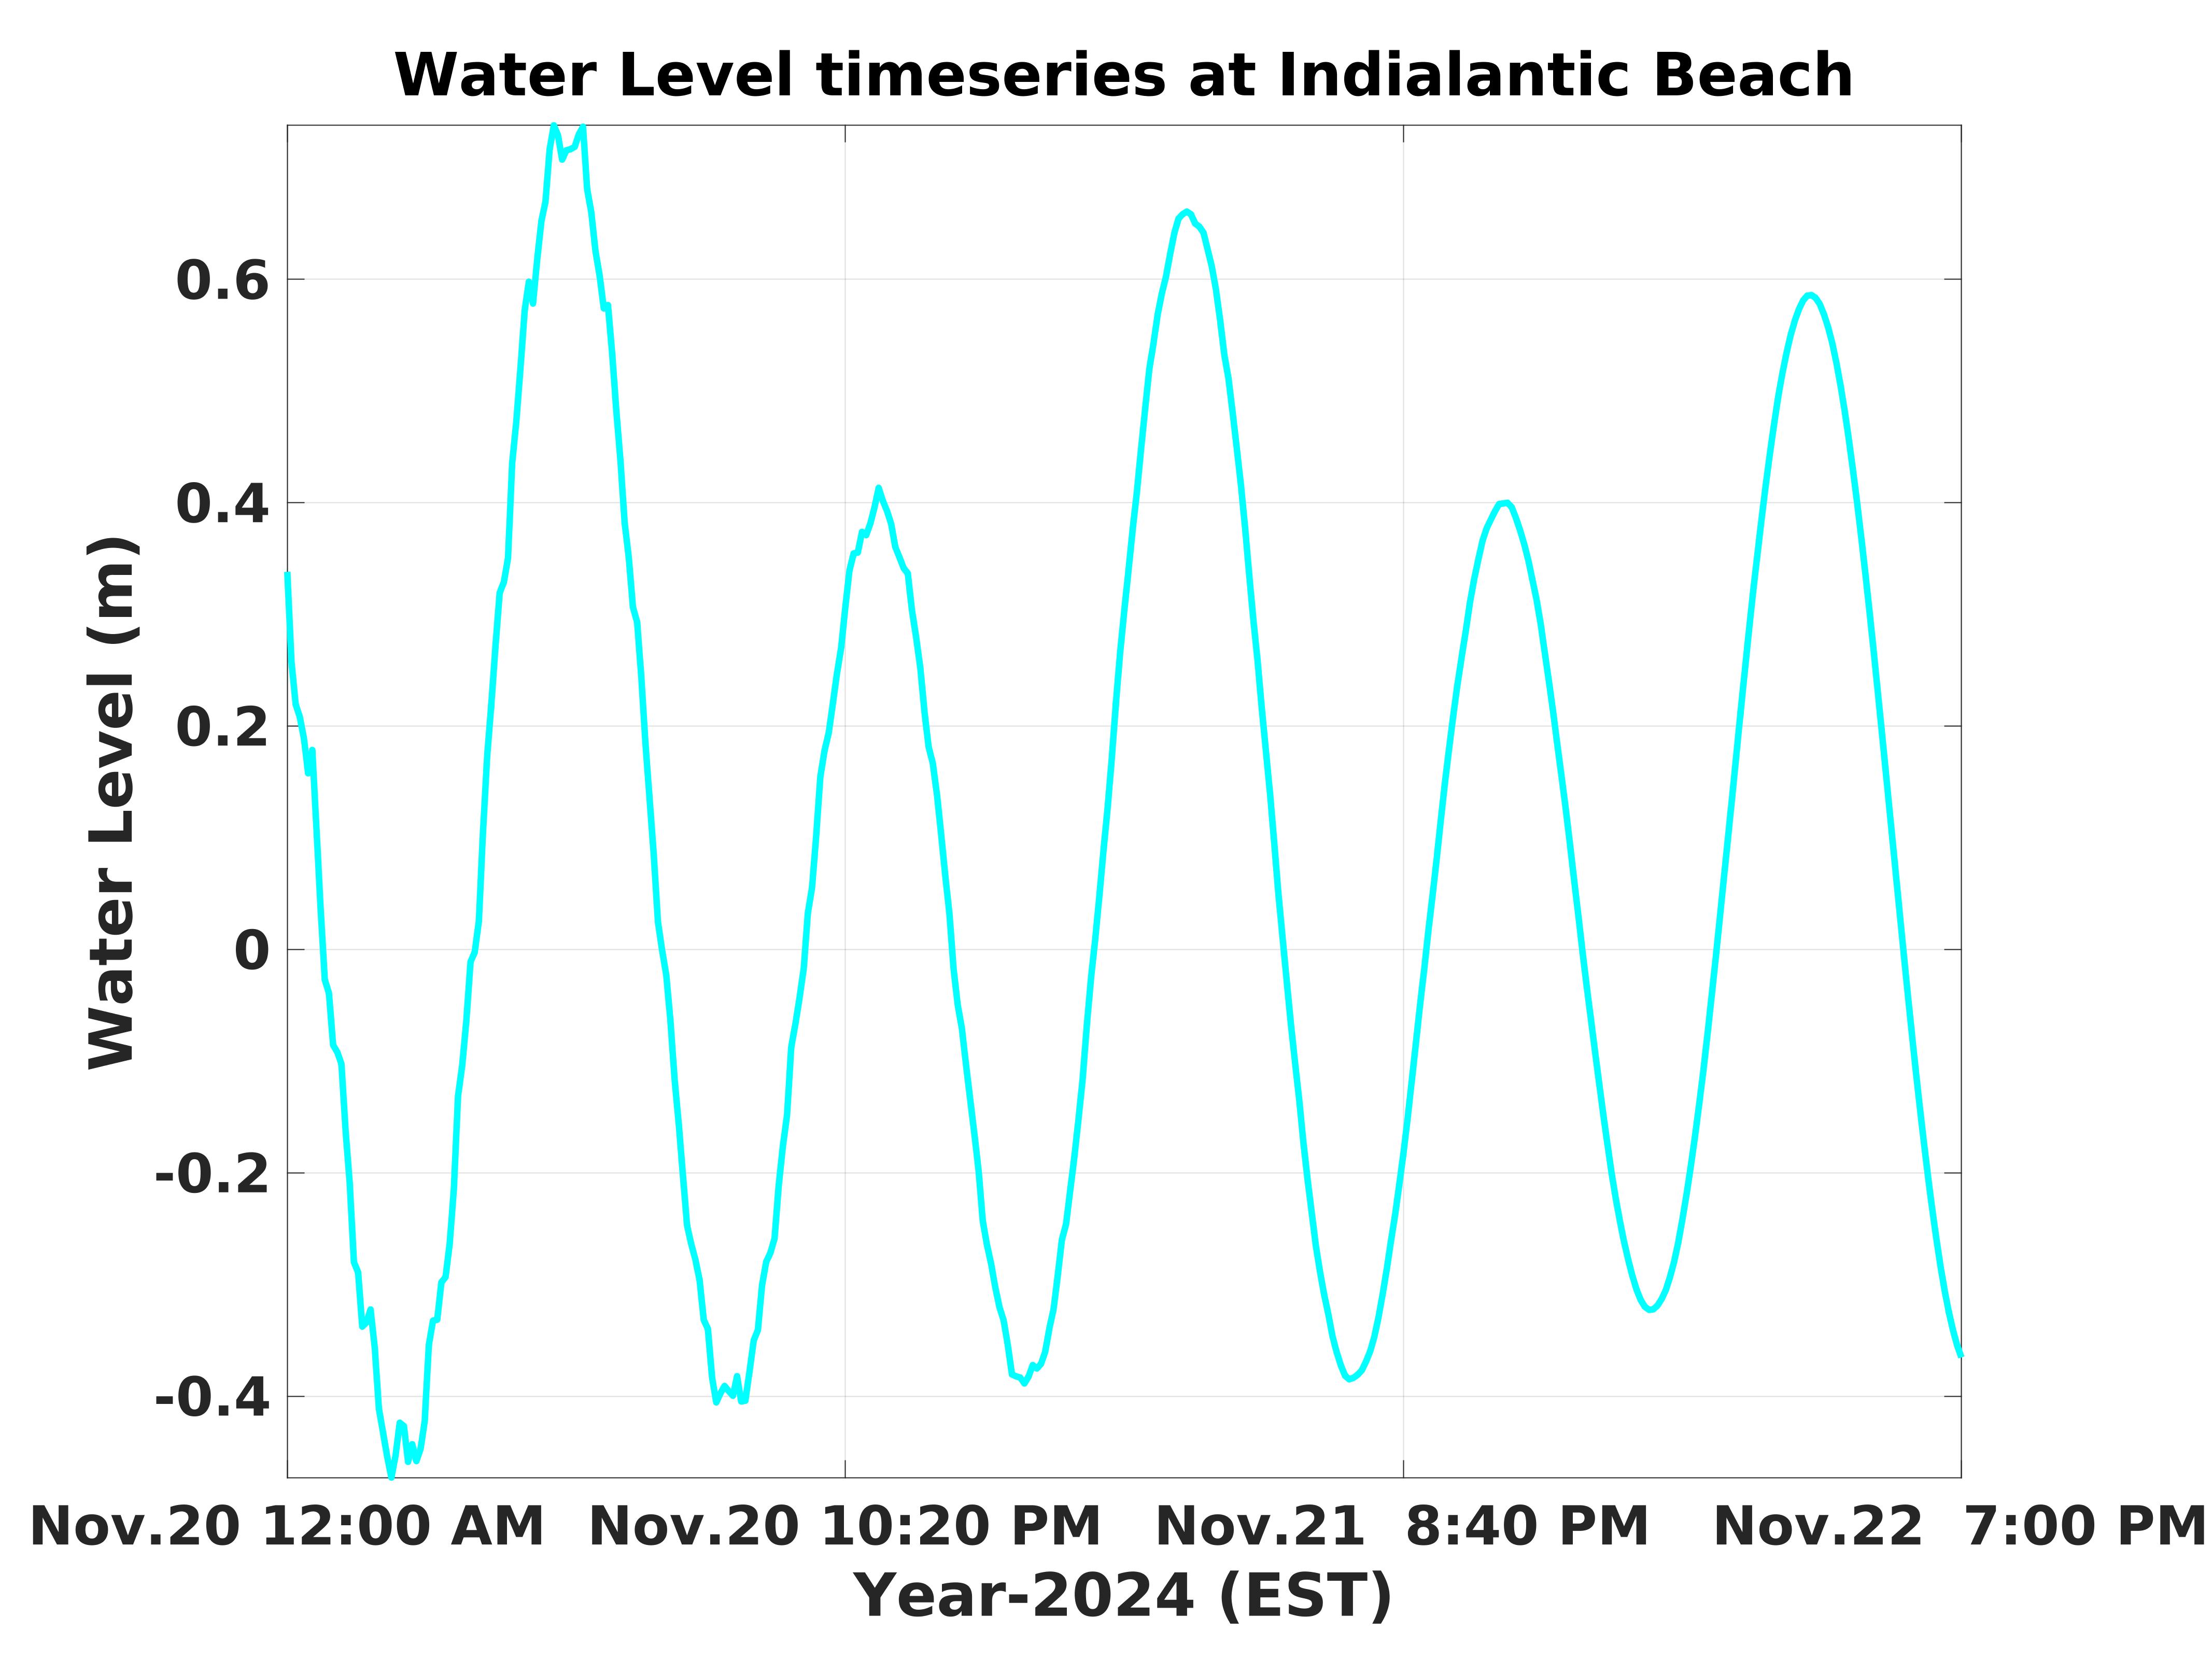 Water Level timeseries at Indialantic Beach
Water Level (m)
0.6
0.4
0.2
0
-0.2
-0.4
Nov.20 12:00 AM Nov.20 10:20 PM Nov.21 8:40 PM Nov.22 7:00 PM
Year-2024 (EST)